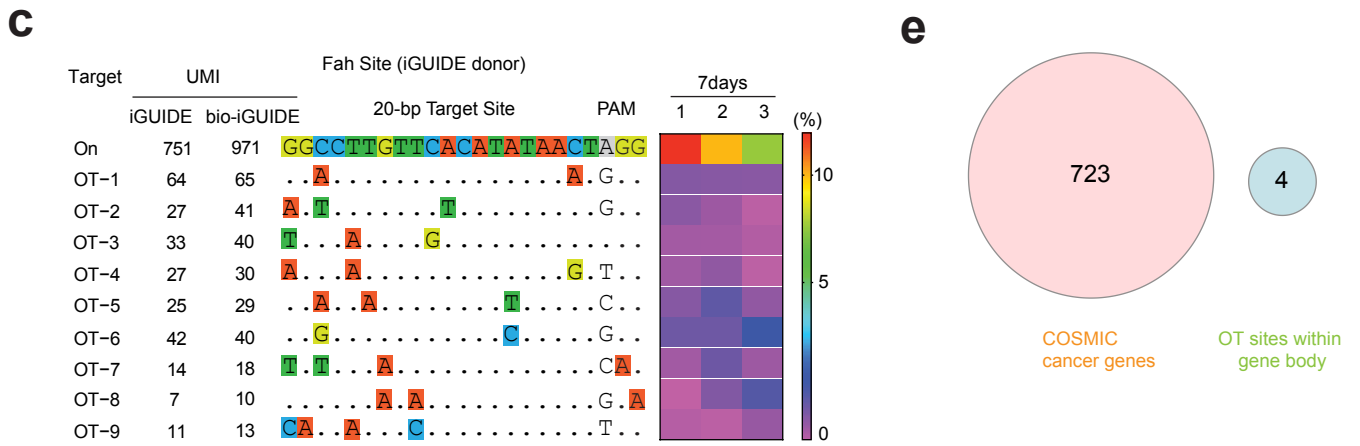 c
Fah Site (iGUIDE donor)
Target UMI
7days
iGUIDE bio-iGUIDE 20-bp Target Site PAM 1 2 3
(%)
On 751 971 GGCCTTGTTCACATATAACTAGG
OT-1 64 65 ..A...............A.G..
10
OT-2 27 41 A.T.......T.........G..
OT-3 33 40 T...A....G.............
OT-4 27 30 A...A.............G.T..
5
OT-5 25 29 ..A..A........T.....C..
OT-6 42 40 ..G...........C.....G..
OT-7 14 18 T.T...A.............CA.
OT-8 7 10 ......A.A...........G.A
OT-9 11 13 CA..A...C...........T..
0
e
723
4
COSMIC
cancer genes
OT sites within
gene body